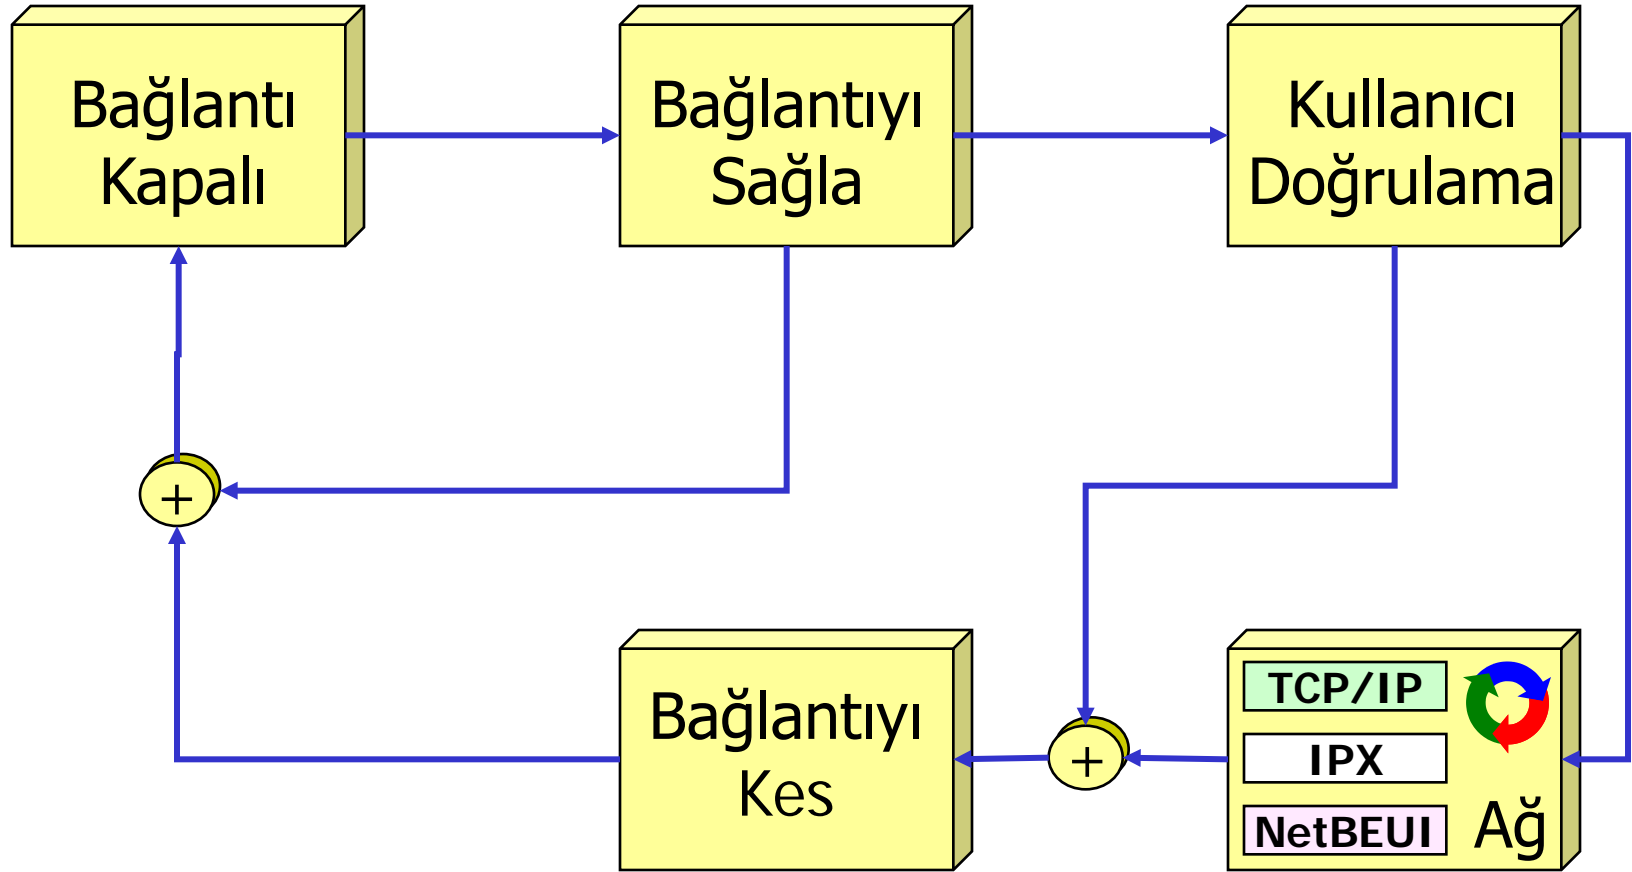 Bağlantı
Kapalı
Bağlantıyı
Sağla
Kullanıcı
Doğrulama
+
Bağlantıyı
Kes
+
TCP/IP
IPX
NetBEUI
Ağ